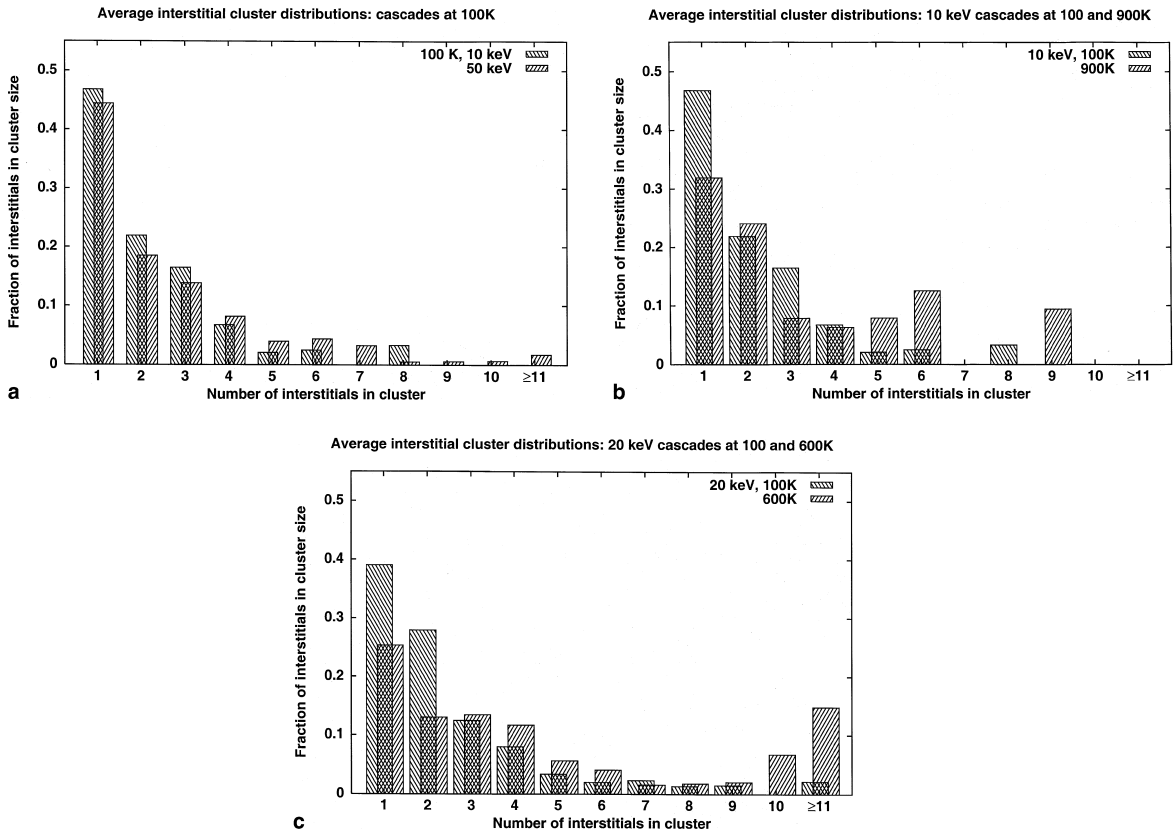 Average interstitial cluster distributions: cascades at 100K
100 K, 10 keV
50 keV
Fraction of interstitials in cluster size
0.5
0.4
0.3
0.2
0.1
0
1 2 3 4 5 6 7 8 9 10 ≥11
Number of interstitials in cluster
a
Average interstitial cluster distributions: 10 keV cascades at 100 and 900K
10 keV, 100K
900K
Fraction of interstitials in cluster size
0.5
0.4
0.3
0.2
0.1
0
1 2 3 4 5 6 7 8 9 10 ≥11
Number of interstitials in cluster
b
Average interstitial cluster distributions: 20 keV cascades at 100 and 600K
20 keV, 100K
600K
Fraction of interstitials in cluster size
0.5
0.4
0.3
0.2
0.1
0
1 2 3 4 5 6 7 8 9 10 ≥11
Number of interstitials in cluster
c